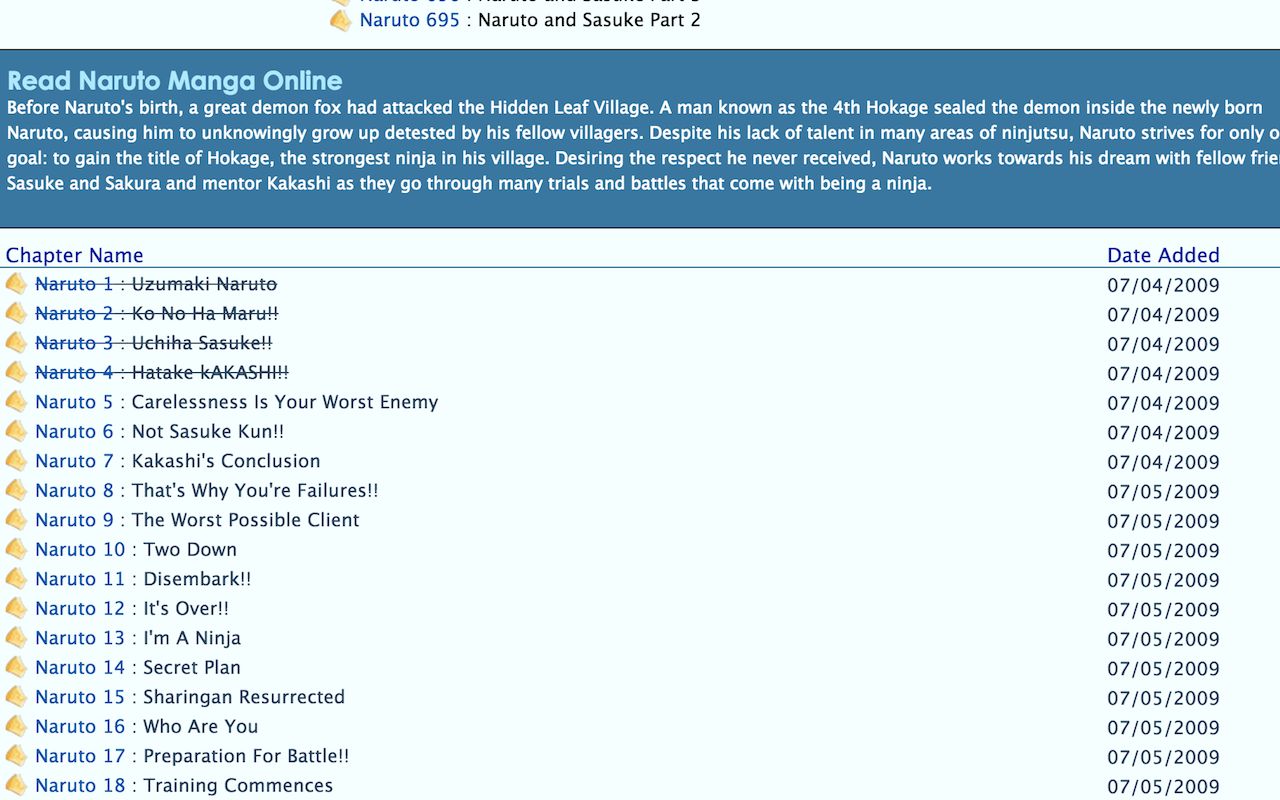 Naruto 695 : Naruto and Sasuke Part 2
Read Naruto Manga Online
Before Naruto's birth, a great demon fox had attacked the Hidden Leaf Village. A man known as the 4th Hokage sealed the demon inside the newly born
Naruto, causing him to unknowingly grow up detested by his fellow villagers. Despite his lack of talent in many areas of ninjutsu, Naruto strives for only
goal: to gain the title of Hokage, the strongest ninja in his village. Desiring the respect he never received, Naruto works towards his dream with fellow
Sasuke and Sakura and mentor Kakashi as they go through many trials and battles that come with being a ninja.
Chapter Name Date Added
Naruto 1 : Uzumaki Naruto 07/04/2009
Naruto 2 : Ko No Ha Maru!! 07/04/2009
Naruto 3 : Uchiha Sasuke!! 07/04/2009
Naruto 4 : Hatake kAKASHI!!! 07/04/2009
Naruto 5 : Carelessness Is Your Worst Enemy 07/04/2009
Naruto 6 : Not Sasuke Kun!! 07/04/2009
Naruto 7 : Kakashi's Conclusion 07/04/2009
Naruto 8 : That's Why You're Failures!! 07/05/2009
Naruto 9 : The Worst Possible Client 07/05/2009
Naruto 10 : Two Down 07/05/2009
Naruto 11 : Disembark!! 07/05/2009
Naruto 12 : It's Over!! 07/05/2009
Naruto 13 : I'm A Ninja 07/05/2009
Naruto 14 : Secret Plan 07/05/2009
Naruto 15 : Sharingan Resurrected 07/05/2009
Naruto 16 : Who Are You 07/05/2009
Naruto 17 : Preparation For Battle!! 07/05/2009
Naruto 18 : Training Commences 07/05/2009